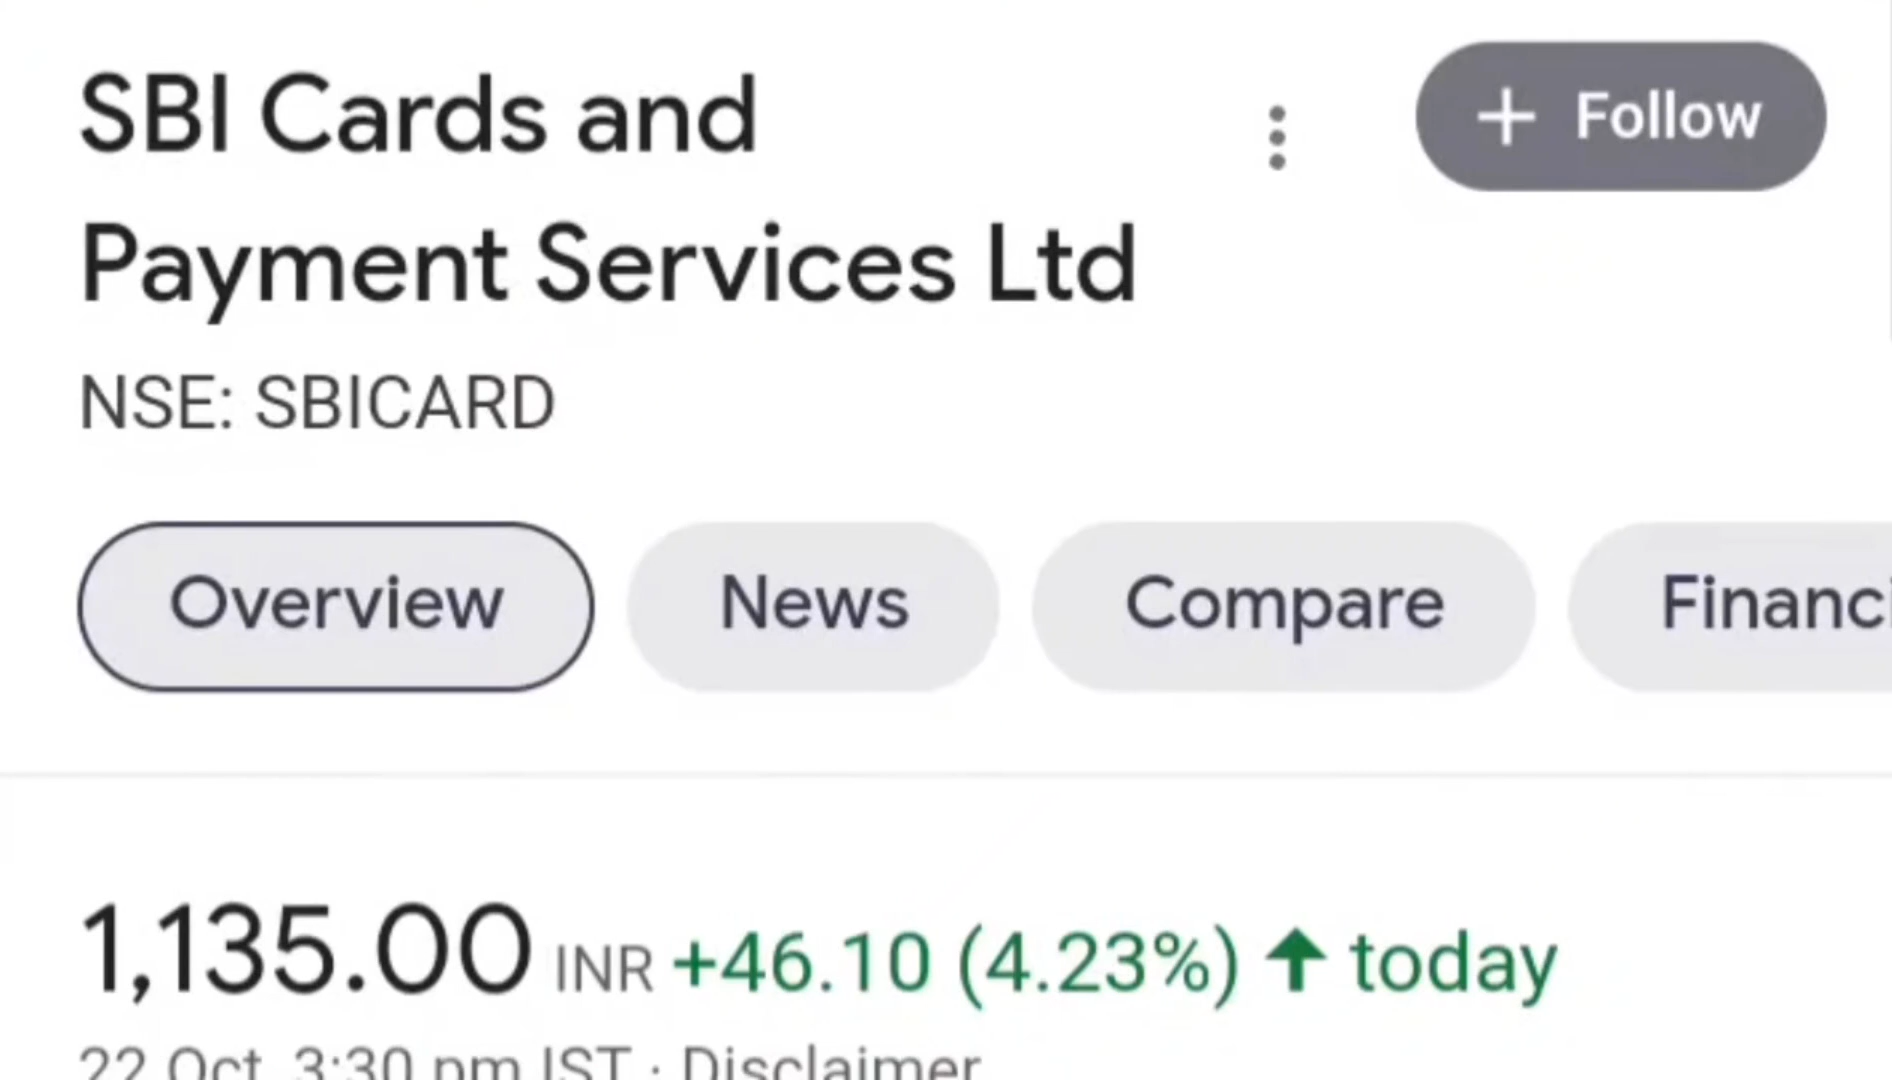 SBI Cards and
Payment Services Ltd
+ Follow
NSE: SBICARD
Overview News Compare Financi
1,135.00 INR +46.10 (4.23%) ↑ today
22 Oct, 3:30 pm IST · Disclaimer